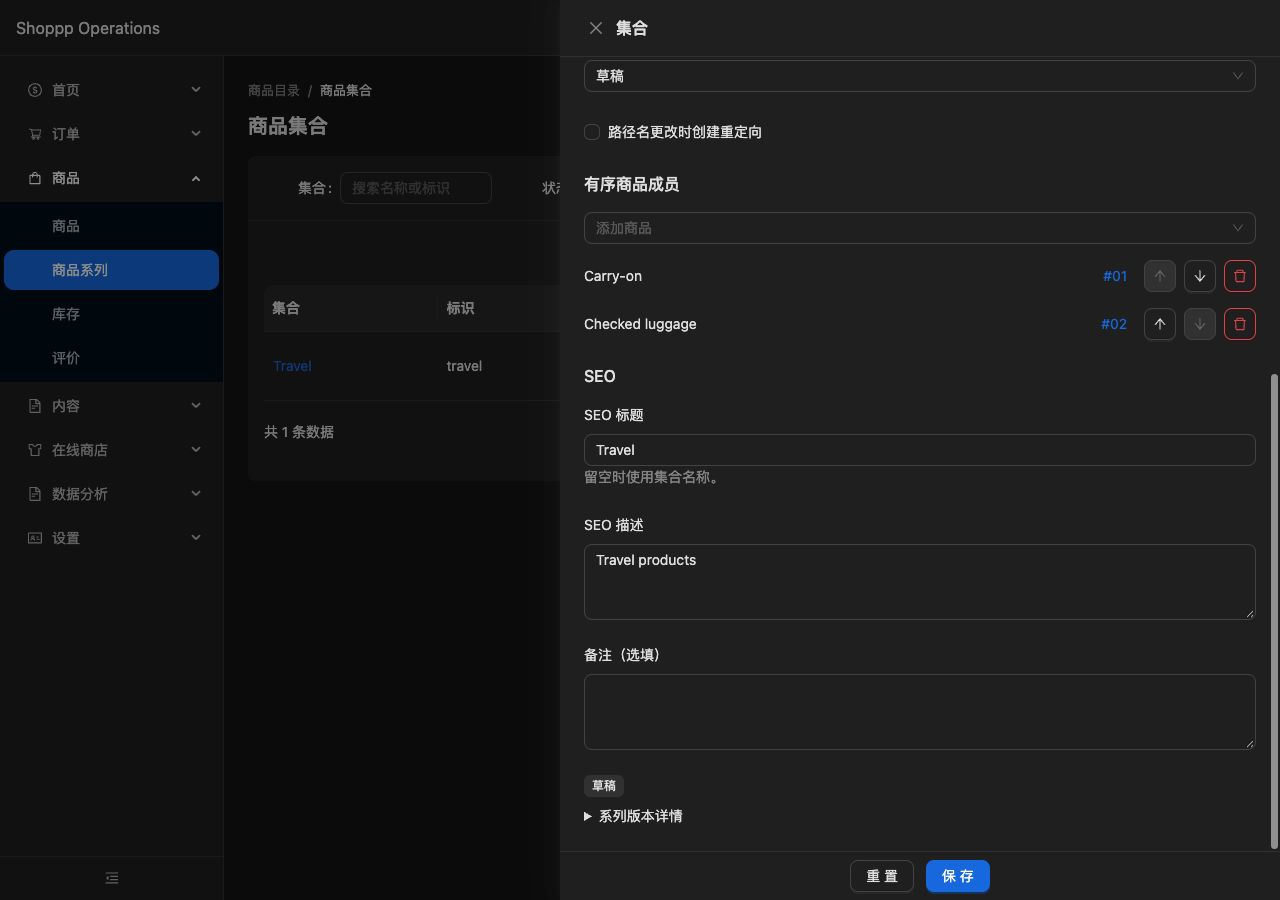 Shoppp Operations
首页
订单
商品
商品
商品系列
库存
评价
内容
在线商店
数据分析
设置
商品目录 / 商品集合
商品集合
集合 :
搜索名称或标识
集合
标识
Travel
travel
共 1 条数据
集合
草稿
路径名更改时创建重定向
有序商品成员
添加商品
Carry-on
#01
Checked luggage
#02
SEO
SEO 标题
Travel
留空时使用集合名称。
SEO 描述
Travel products
备注（选填）
草稿
系列版本详情
重 置
保 存